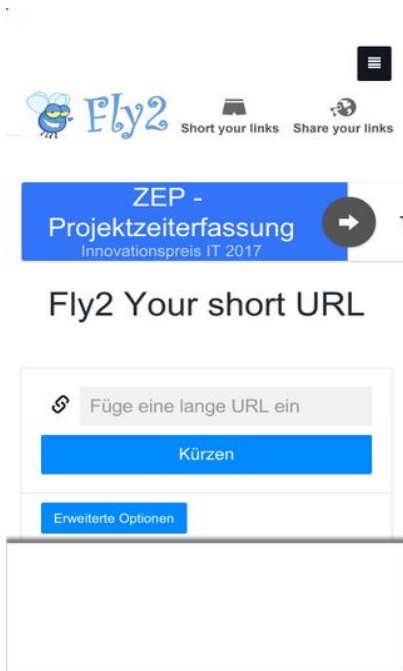 Fly2
Short your links
Share your links
ZEP -
Projektzeiterfassung
Innovationspreis IT 2017
Fly2 Your short URL
Füge eine lange URL ein
Kürzen
Erweiterte Optionen